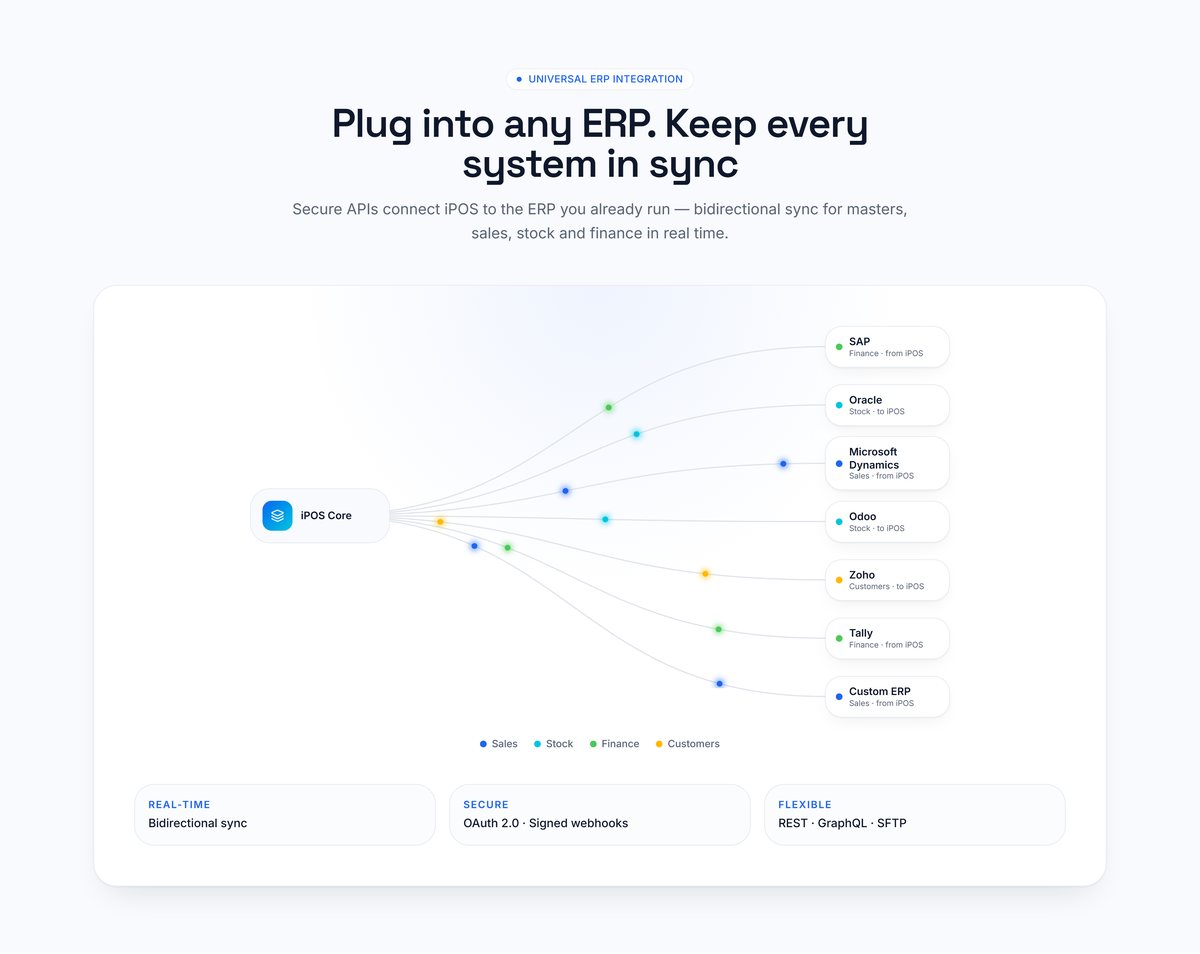 UNIVERSAL ERP INTEGRATION
Plug into any ERP. Keep every
system in sync
Secure APIs connect iPOS to the ERP you already run — bidirectional sync for masters,
sales, stock and finance in real time.
SAP
Finance · from iPOS
Oracle
Stock · to iPOS
Microsoft
Dynamics
Sales · from iPOS
iPOS Core
Odoo
Stock · to iPOS
Zoho
Customers · to iPOS
Tally
Finance · from iPOS
Custom ERP
Sales · from iPOS
Sales
Stock
Finance
Customers
REAL-TIME
Bidirectional sync
SECURE
OAuth 2.0 · Signed webhooks
FLEXIBLE
REST · GraphQL · SFTP